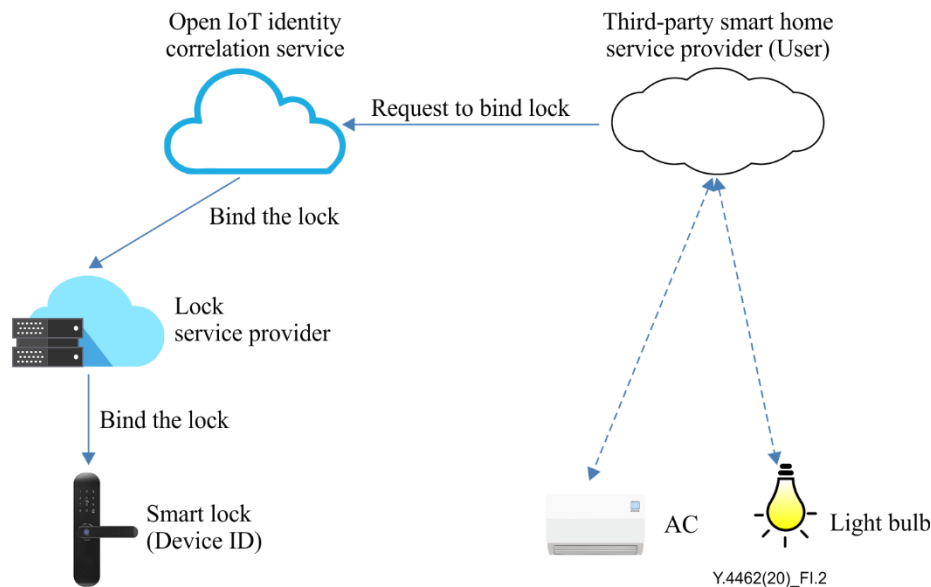 Open IoT identity
correlation service
Third-party smart home
service provider (User)
Request to bind lock
Bind the lock
Lock
service provider
Bind the lock
Smart lock
(Device ID)
AC
Light bulb
Y.4462(20)_FI.2